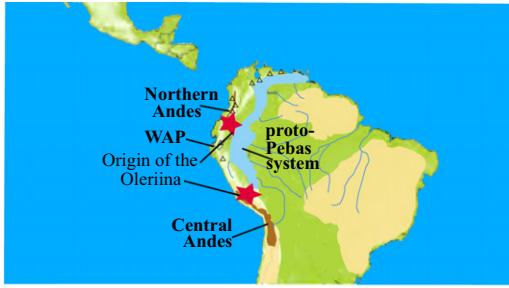 Northern
Andes
WAP
Origin of the
Oleriina
proto-
Pebas
system
Central
Andes